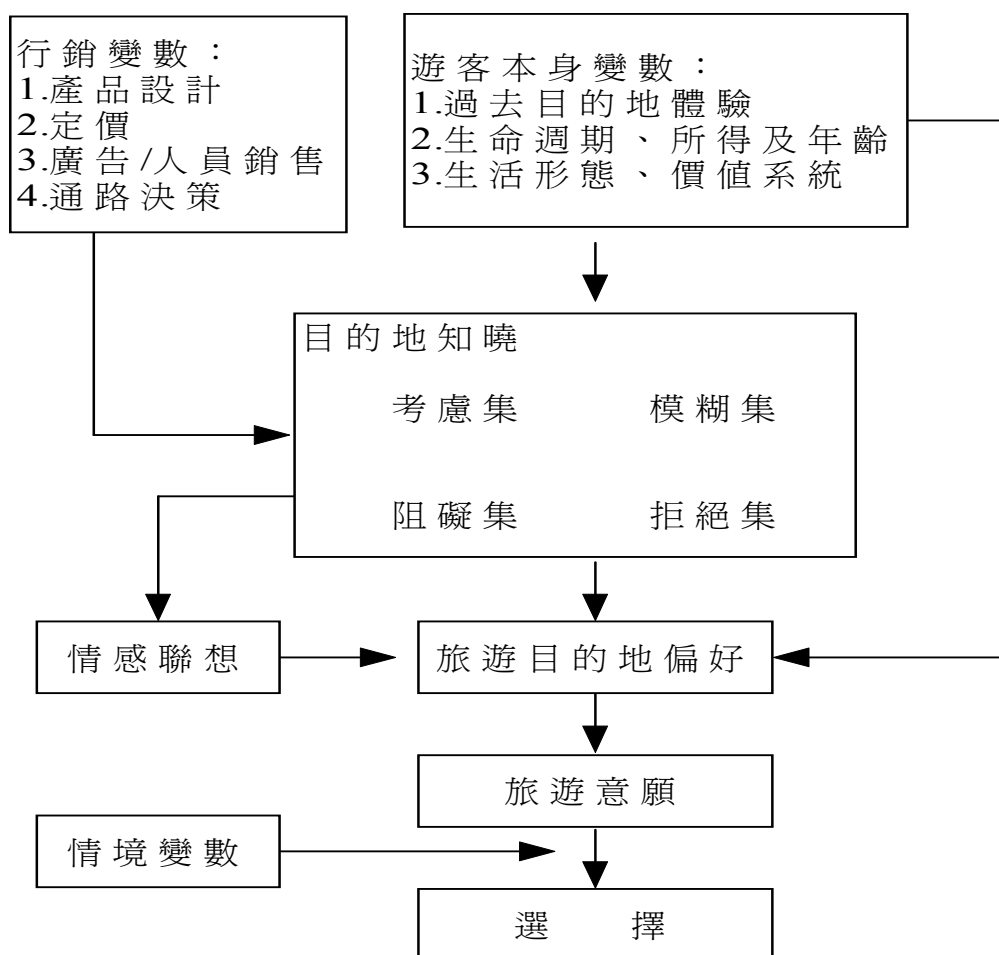 行銷變數：
1.產品設計
2.定價
3.廣告/人員銷售
4.通路決策
遊客本身變數：
1.過去目的地體驗
2.生命週期、所得及年齡
3.生活形態、價值系統
目的地知曉
考慮集 模糊集
阻礙集 拒絕集
情感聯想
旅遊目的地偏好
旅遊意願
情境變數
選 擇